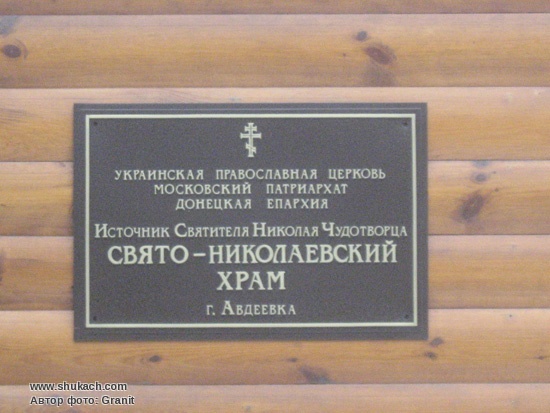 УКРАИНСКАЯ ПРАВОСЛАВНАЯ ЦЕРКОВЬ
МОСКОВСКИЙ ПАТРИАРХАТ
ДОНЕЦКАЯ ЕПАРХИЯ
ИСТОЧНИК СВЯТИТЕЛЯ НИКОЛАЯ ЧУДОТВОРЦА
СВЯТО-НИКОЛАЕВСКИЙ
ХРАМ
Г. АВДЕЕВКА
www.shukach.com
Автор фото: Granit